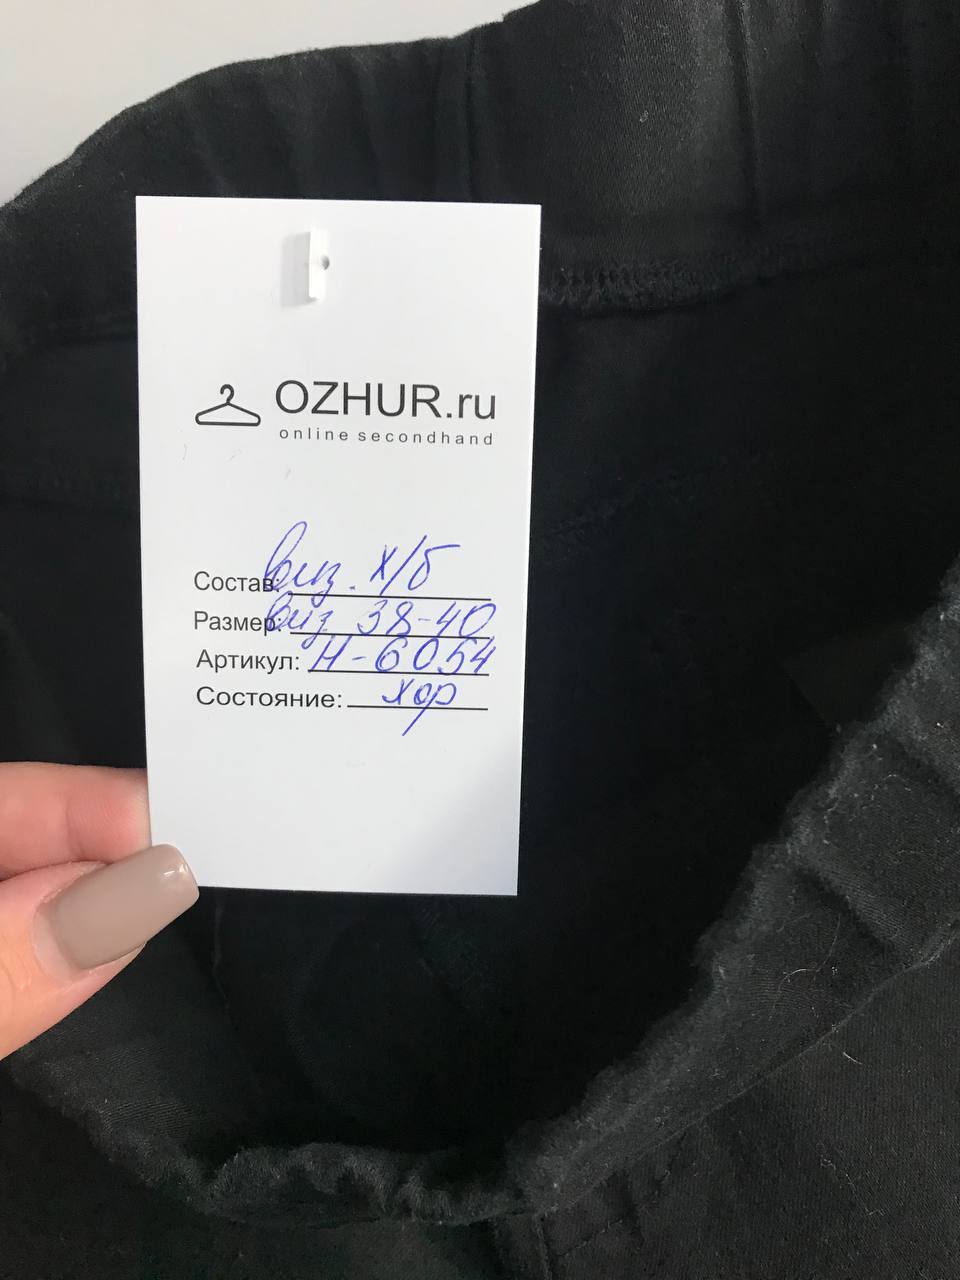 OZHUR.ru
online secondhand
Состав: виз. х/б
Размер: виз. 38-40
Артикул: Н-6054
Состояние: хор